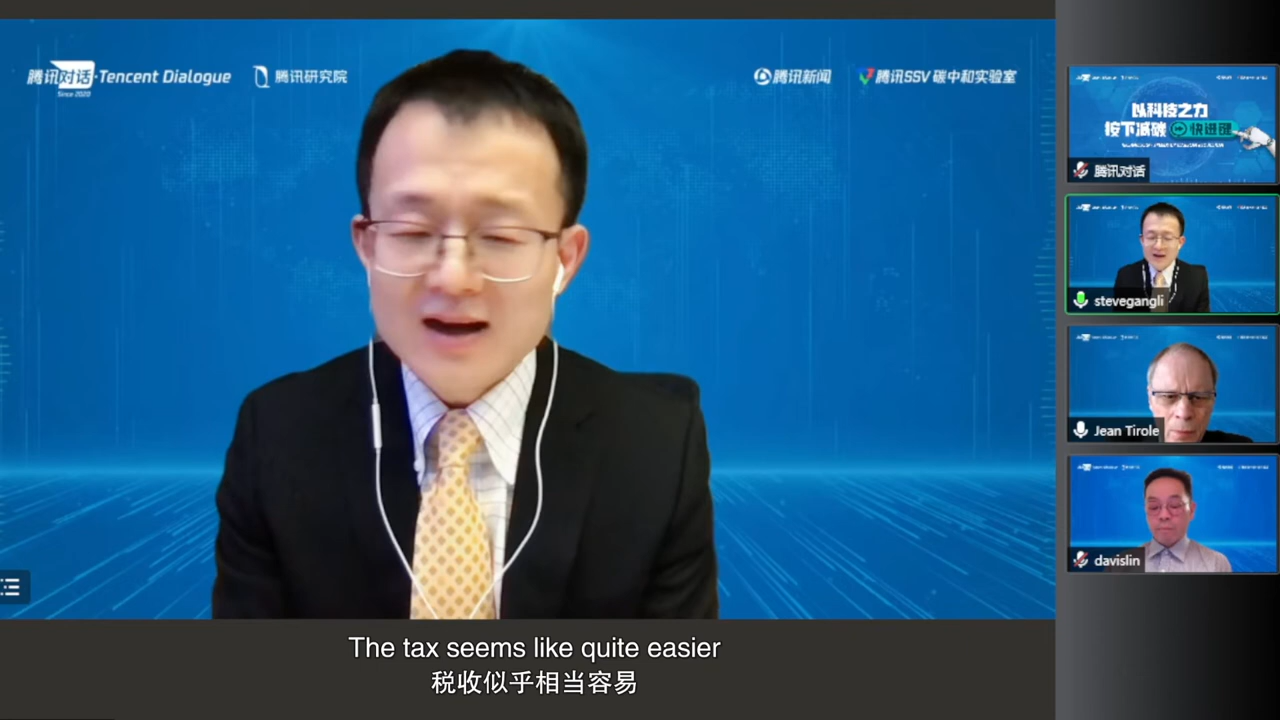 腾讯对话·Tencent Dialogue
Since·2020
腾讯研究院
腾讯新闻
腾讯SSV 碳中和实验室
以科技之力
按下减碳 快进键
腾讯对话
stevegangli
Jean Tirole
davislin
The tax seems like quite easier
税收似乎相当容易